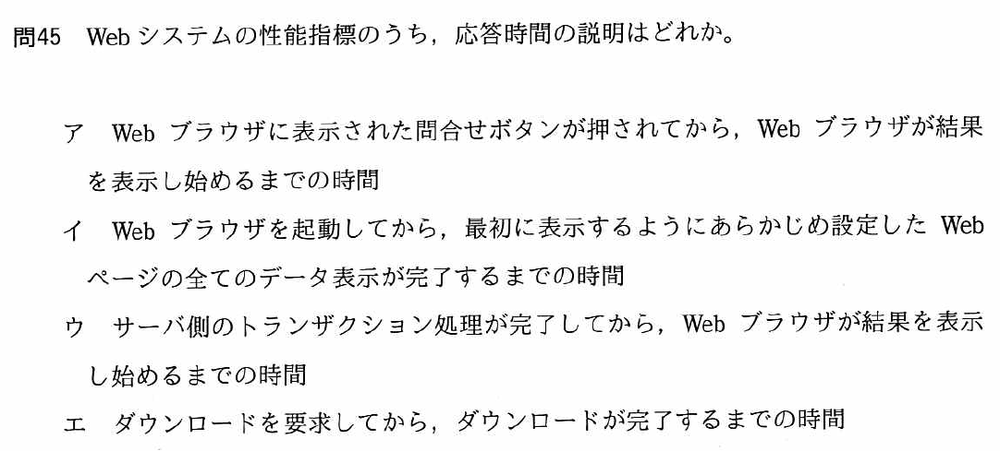 問45 Webシステムの性能指標のうち，応答時間の説明はどれか。
ア Web ブラウザに表示された問合せボタンが押されてから，Web ブラウザが結果
を表示し始めるまでの時間
イ Web ブラウザを起動してから，最初に表示するようにあらかじめ設定した Web
ページの全てのデータ表示が完了するまでの時間
ウ サーバ側のトランザクション処理が完了してから，Web ブラウザが結果を表示
し始めるまでの時間
エ ダウンロードを要求してから，ダウンロードが完了するまでの時間